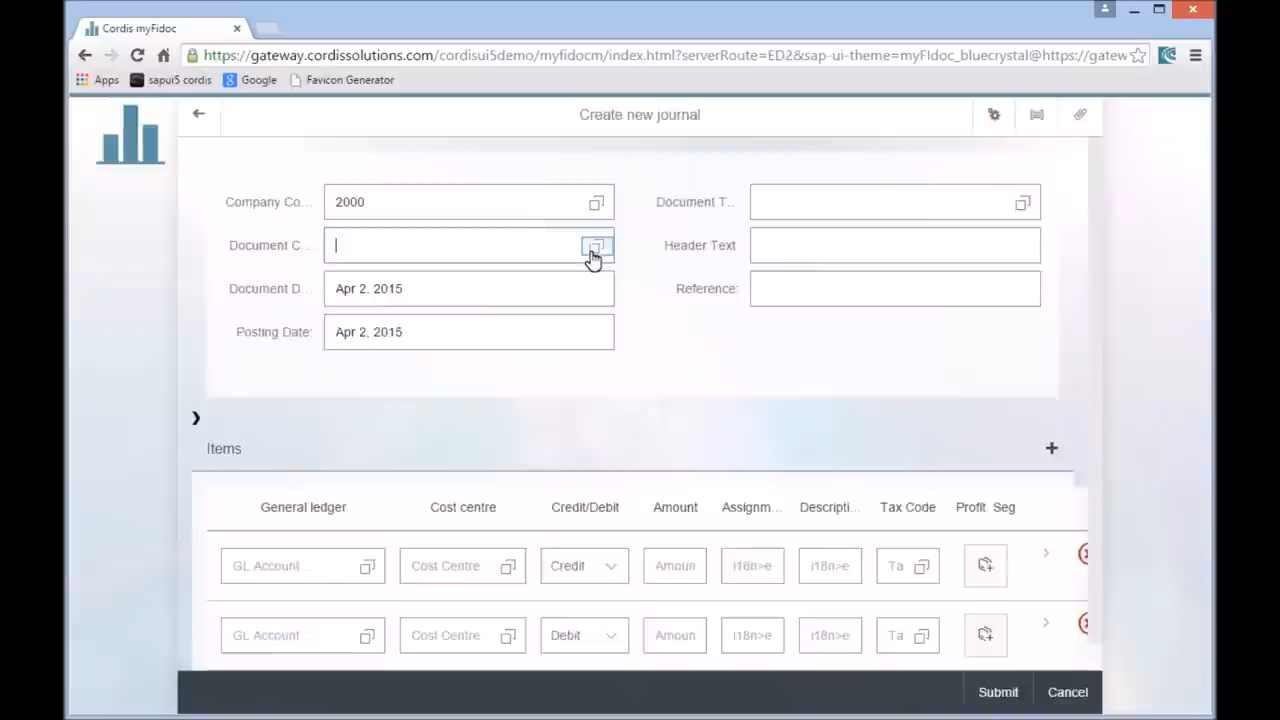 Cordis myFidoc
https://gateway.cordissolutions.com/cordisui5demo/myfidocm/index.html?serverRoute=ED2&sap-ui-theme=myFIdoc_bluecrystal@https://gatew
Apps sapui5 cordis Google Favicon Generator
Create new journal
Company Co... 2000 Document T...
Document C... Header Text
Document D... Apr 2, 2015 Reference:
Posting Date: Apr 2, 2015
Items
General ledger Cost centre Credit/Debit Amount Assignm... Descripti... Tax Code Profit. Seg
GL Account... Cost Centre... Credit Amoun i18n>e i18n>e Ta
GL Account Cost Centre Debit Amoun i18n>e i18n>e Ta
Submit Cancel